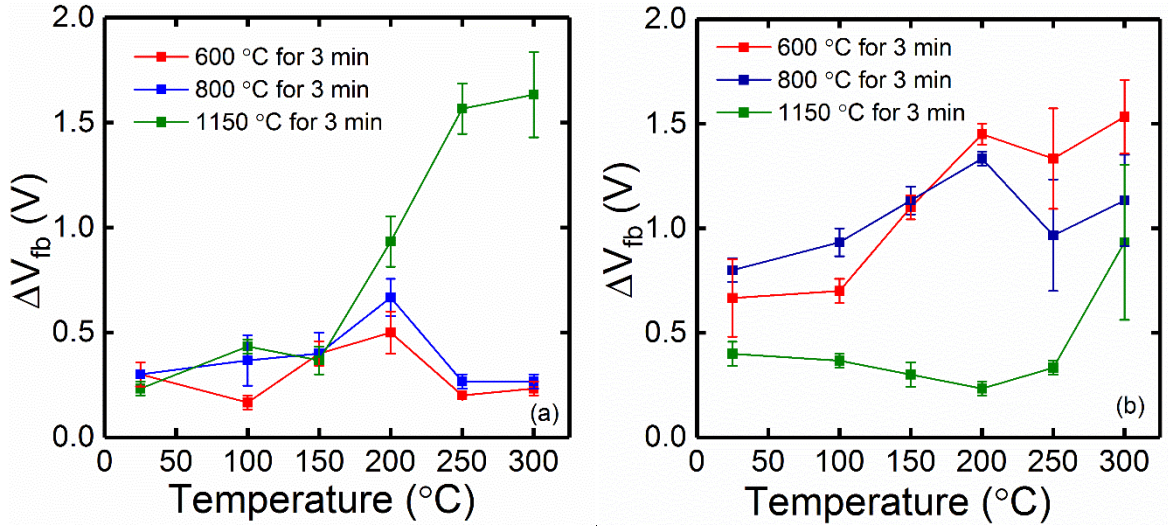 2.0
1.5
1.0
0.5
0.0
ΔVfb (V)
600 °C for 3 min
800 °C for 3 min
1150 °C for 3 min
(a)
0 50 100 150 200 250 300
Temperature (°C)
2.0
1.5
1.0
0.5
0.0
ΔVfb (V)
600 °C for 3 min
800 °C for 3 min
1150 °C for 3 min
(b)
0 50 100 150 200 250 300
Temperature (°C)